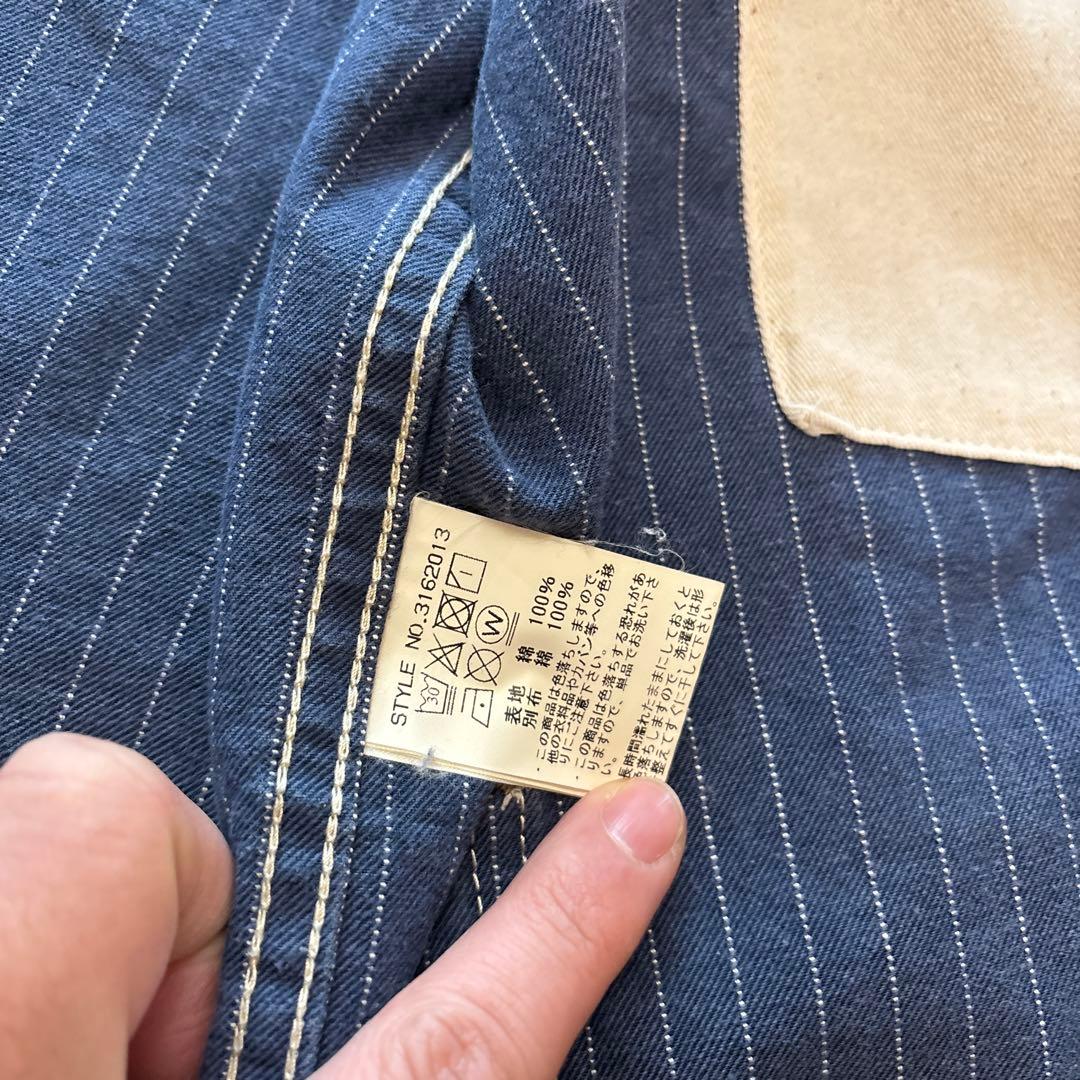 STYLE NO.3162013
30
W
表地 綿 100%
別布 綿 100%
・この商品は色落ちしますので、
他の衣料品やカバン等への色移
りにご注意下さい。
・この商品は色落ちする恐れがあ
りますので、単品でお洗い下さ
い。
長時間濡れたままにしておくと
色落ちしますので、洗濯後は形
整えてすぐに干して下さい。